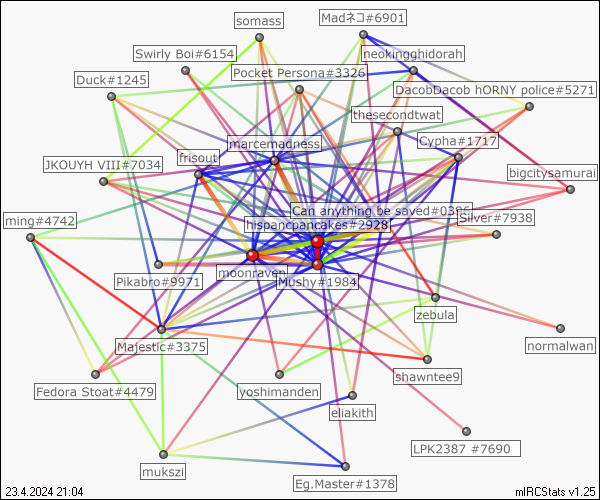 somass
Madネコ#6901
Swirly Boi#6154
neokingghidorah
Duck#1245
Pocket Persona#3326
DacobDacob hORNY police#5271
thesecondtwat
marcemadness
Cypha#1717
frisout
JKOUYH VIII#7034
bigcitysamurai
Can anything be saved
ming#4742
Silver#7938
hispancpancakes#2928
moonraven
Pikabro#9971
Mushy#1984
zebula
Majestic#3375
normalwan
shawntee9
Fedora Stoat#4479
yoshimanden
eliakith
LPK2387 #7690
mukszi
Eg.Master#1378
23.4.2024 21:04
mIRCStats v1.25